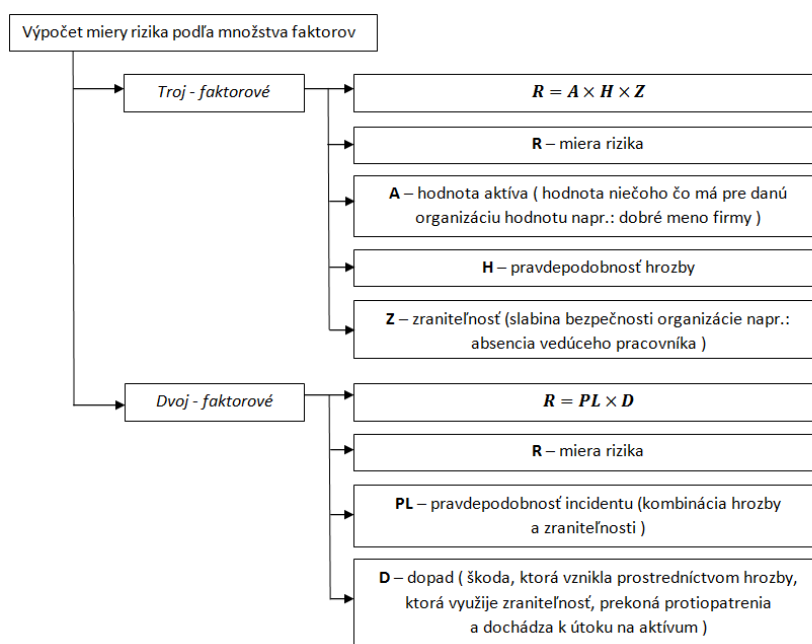 Výpočet miery rizika podľa množstva faktorov
Troj - faktorové
R = A × H × Z
R – miera rizika
A – hodnota aktíva ( hodnota niečoho čo má pre danú
organizáciu hodnotu napr.: dobré meno firmy )
H – pravdepodobnosť hrozby
Z – zraniteľnosť (slabina bezpečnosti organizácie napr.:
absencia vedúceho pracovníka )
Dvoj - faktorové
R = PL × D
R – miera rizika
PL – pravdepodobnosť incidentu (kombinácia hrozby
a zraniteľnosti )
D – dopad ( škoda, ktorá vznikla prostredníctvom hrozby,
ktorá využije zraniteľnosť, prekoná protiopatrenia
a dochádza k útoku na aktívum )